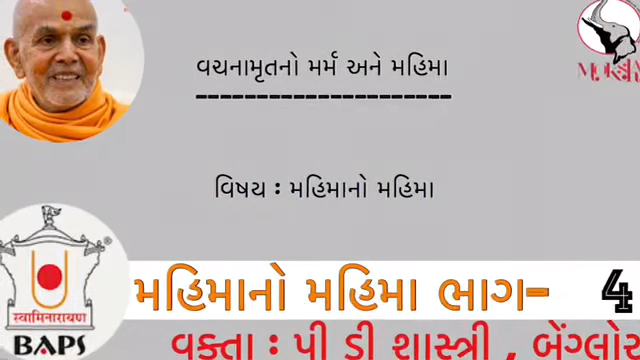 વચનામૃતનો મર્મ અને મહિમા
---------------------
વિષય : મહિમાનો મહિમા
મહિમાનો મહિમા ભાગ- 4
स्वामिनारायण
BAPS
વક્તા : પી ડી શાસ્ત્રી , બેંગ્લોર